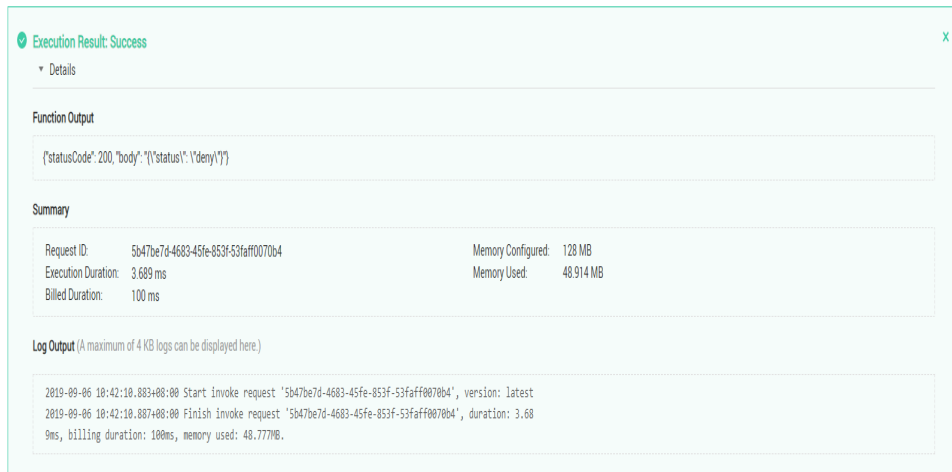 Execution Result: Success
X
Details
Function Output
{"statusCode": 200, "body": "{\"status\": \"deny\"}"}
Summary
Request ID: 5b47be7d-4683-45fe-853f-53faff0070b4 Memory Configured: 128 MB
Execution Duration: 3.689 ms Memory Used: 48.914 MB
Billed Duration: 100 ms
Log Output (A maximum of 4 KB logs can be displayed here.)
2019-09-06 10:42:10.883+08:00 Start invoke request '5b47be7d-4683-45fe-853f-53faff0070b4', version: latest
2019-09-06 10:42:10.887+08:00 Finish invoke request '5b47be7d-4683-45fe-853f-53faff0070b4', duration: 3.68
9ms, billing duration: 100ms, memory used: 48.777MB.